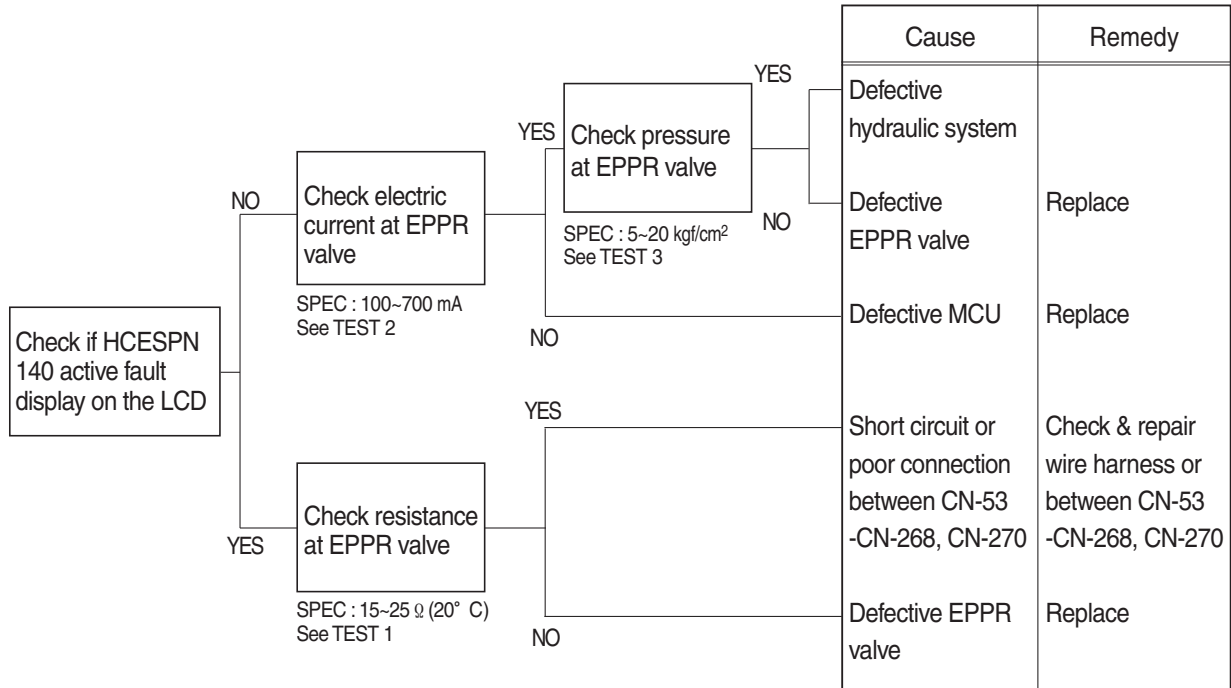 Cause
Remedy
YES
Defective
hydraulic system
YES
Check pressure
at EPPR valve
NO
Check electric
current at EPPR
valve
Defective
EPPR valve
Replace
NO
SPEC : 5~20 kgf/cm²
See TEST 3
SPEC : 100~700 mA
See TEST 2
Defective MCU
Replace
NO
Check if HCESPN
140 active fault
display on the LCD
YES
Short circuit or
poor connection
between CN-53
-CN-268, CN-270
Check & repair
wire harness or
between CN-53
-CN-268, CN-270
Check resistance
at EPPR valve
YES
SPEC : 15~25 Ω (20° C)
See TEST 1
NO
Defective EPPR
valve
Replace